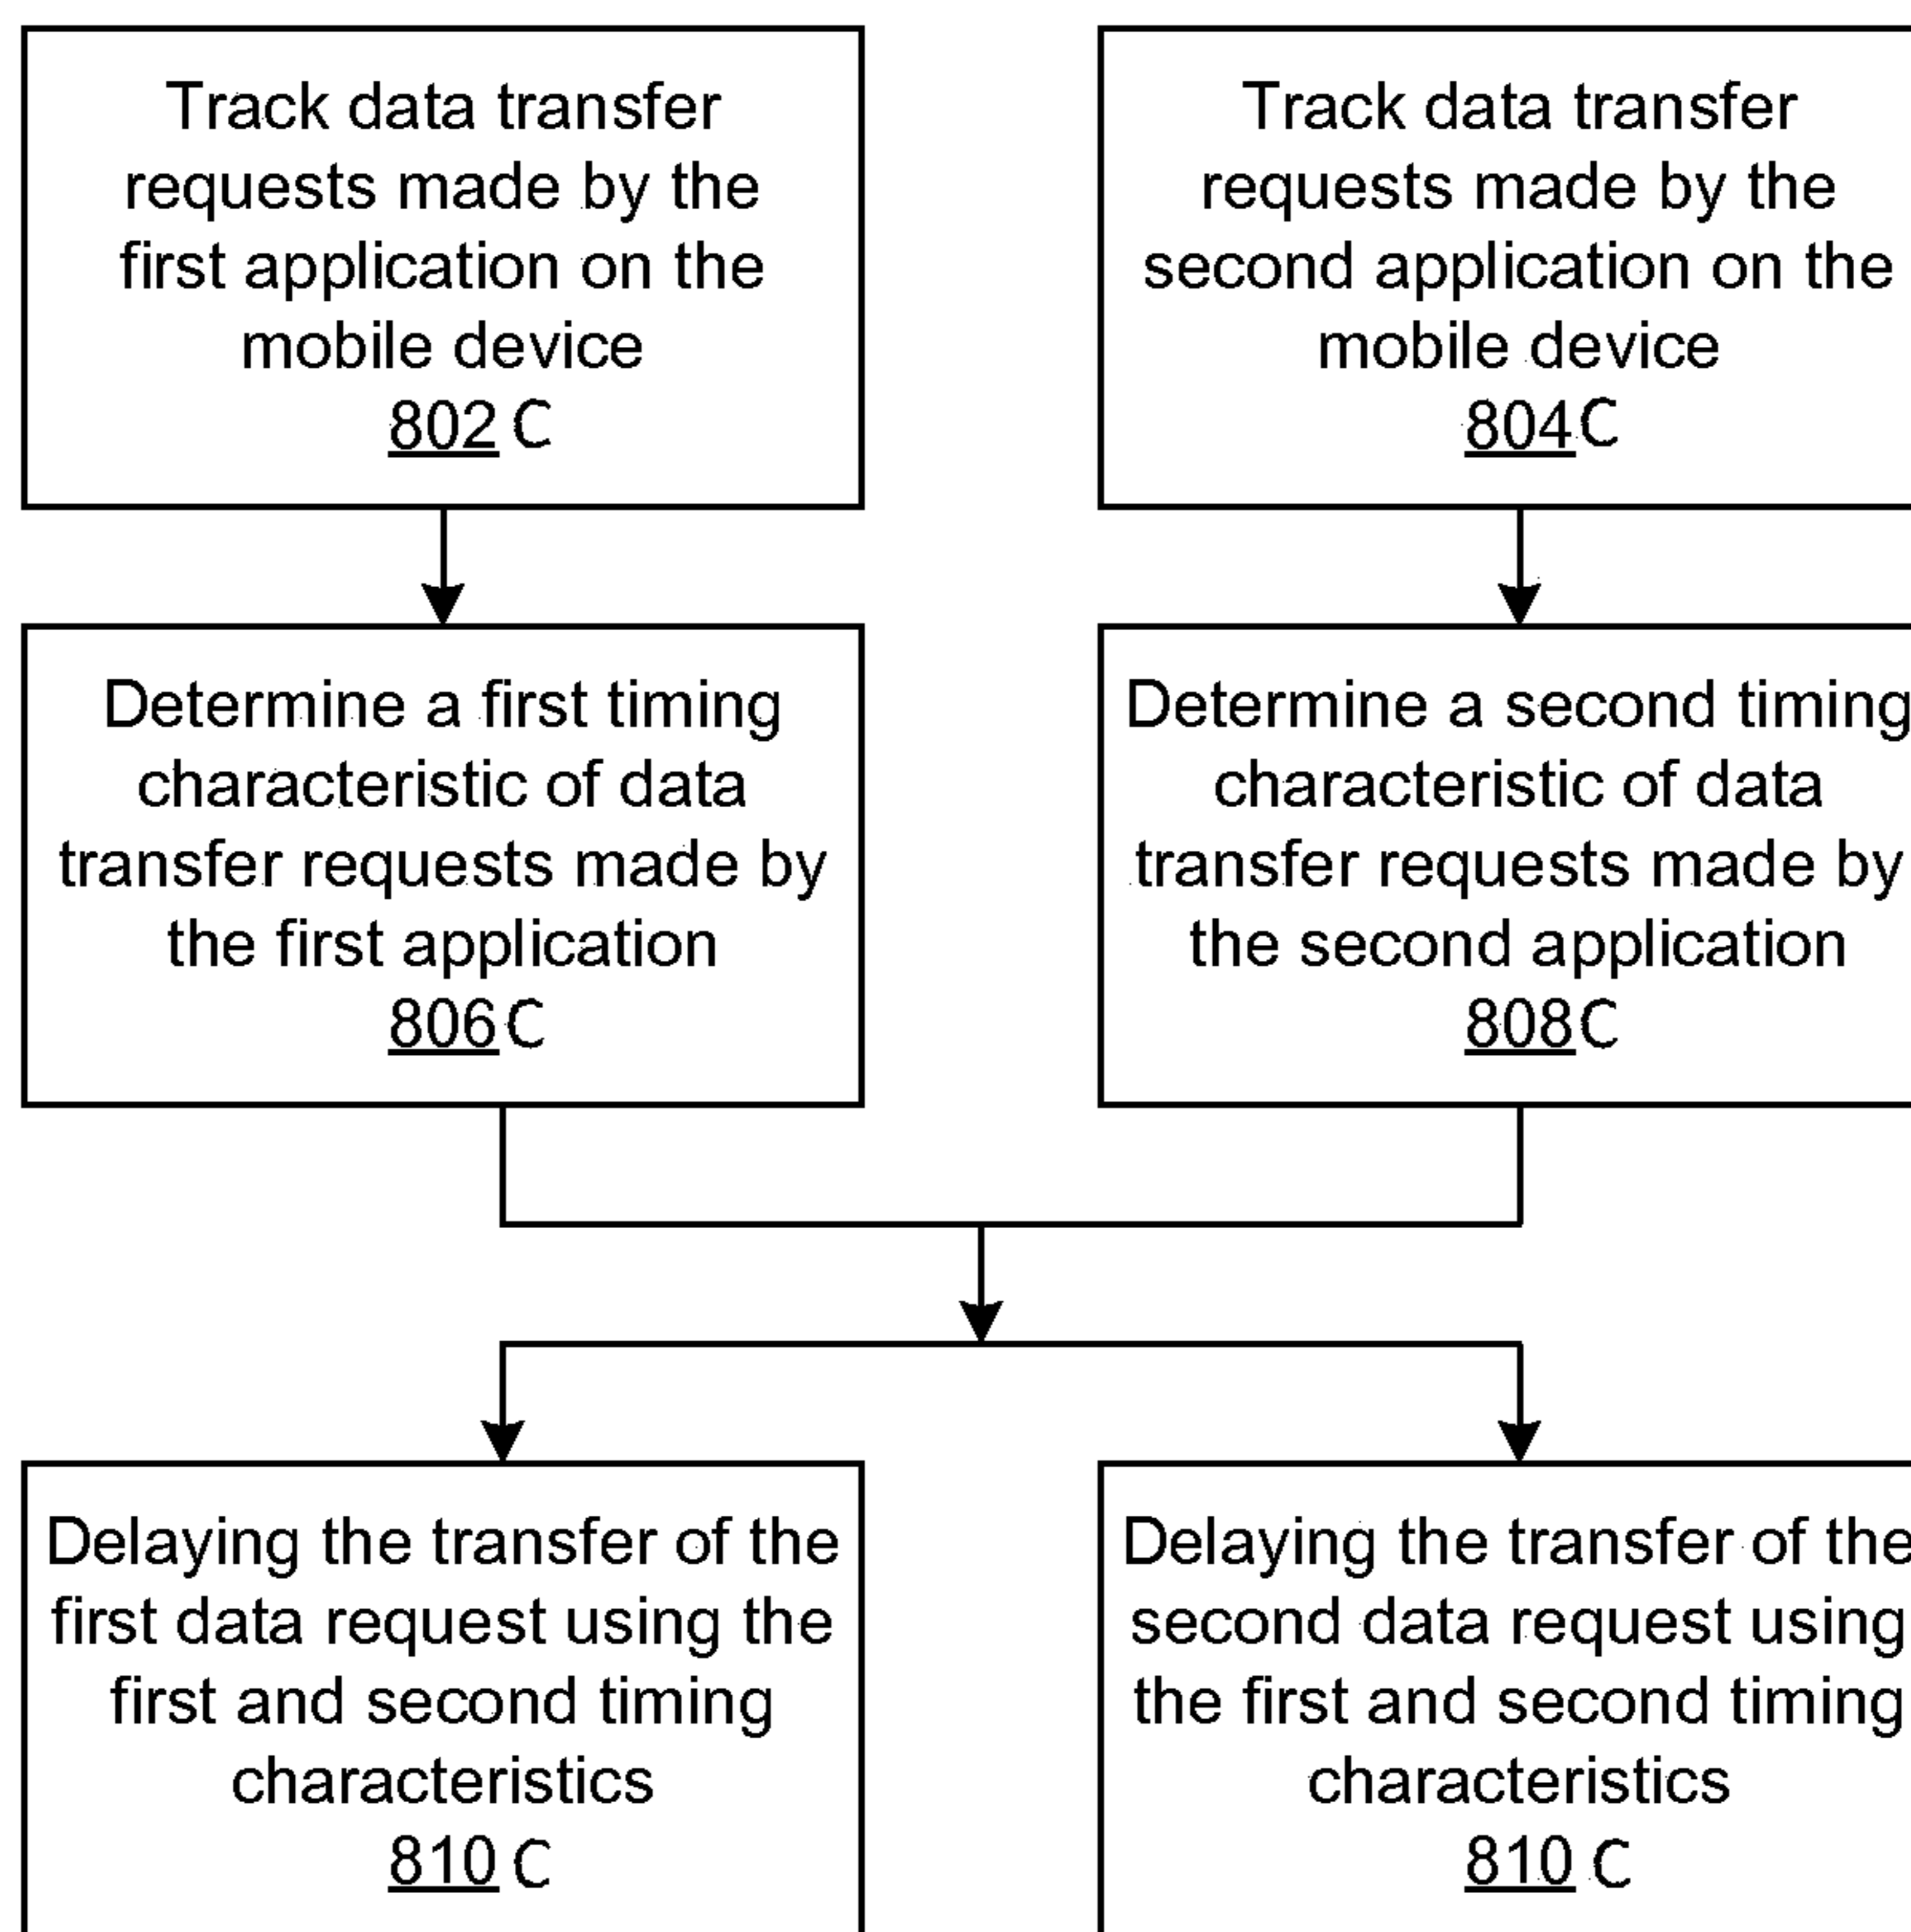 Track data transfer
requests made by the
first application on the
mobile device
802 C
Track data transfer
requests made by the
second application on the
mobile device
804 C
Determine a first timing
characteristic of data
transfer requests made by
the first application
806 C
Determine a second timing
characteristic of data
transfer requests made by
the second application
808 C
Delaying the transfer of the
first data request using the
first and second timing
characteristics
810 C
Delaying the transfer of the
second data request using
the first and second timing
characteristics
810 C